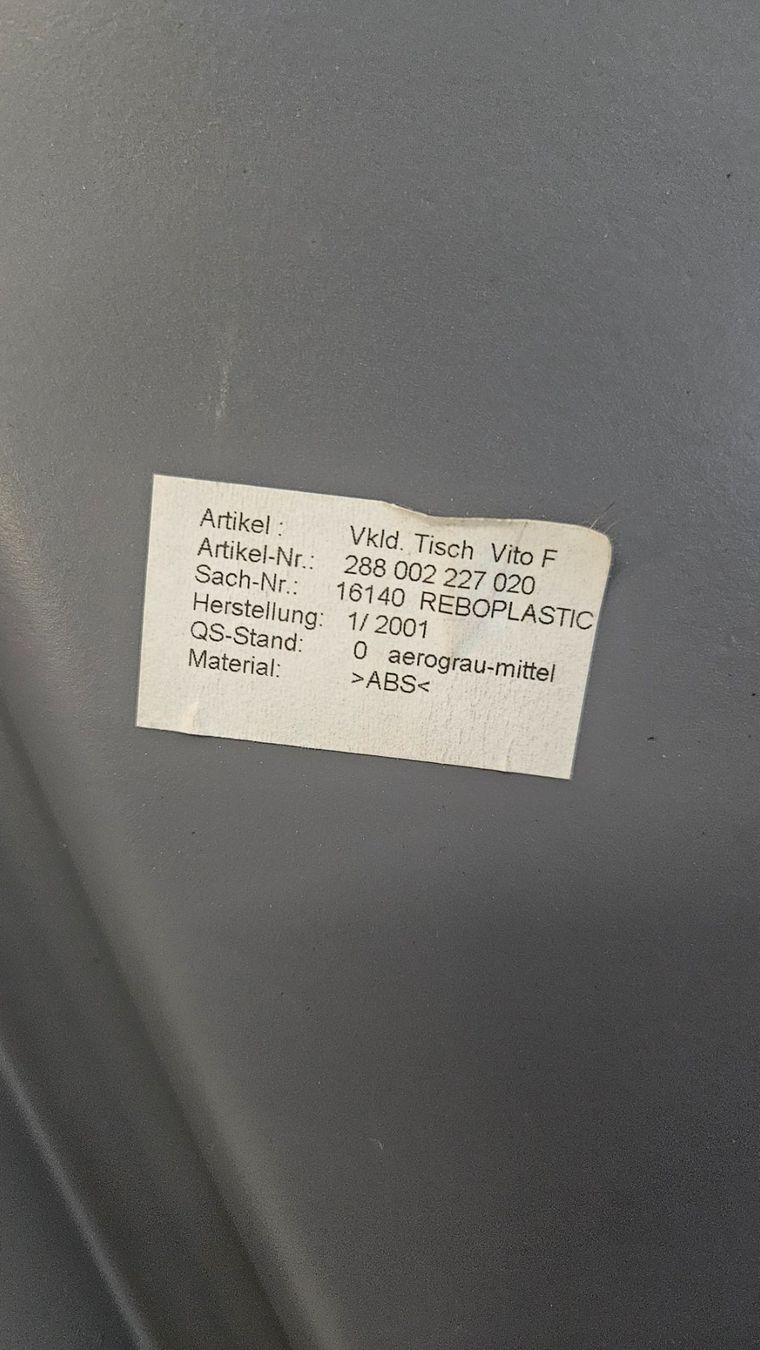 Artikel : Vkld. Tisch Vito F
Artikel-Nr.: 288 002 227 020
Sach-Nr.: 16140 REBOPLASTIC
Herstellung: 1/ 2001
QS-Stand: 0 aerograu-mittel
Material: >ABS<